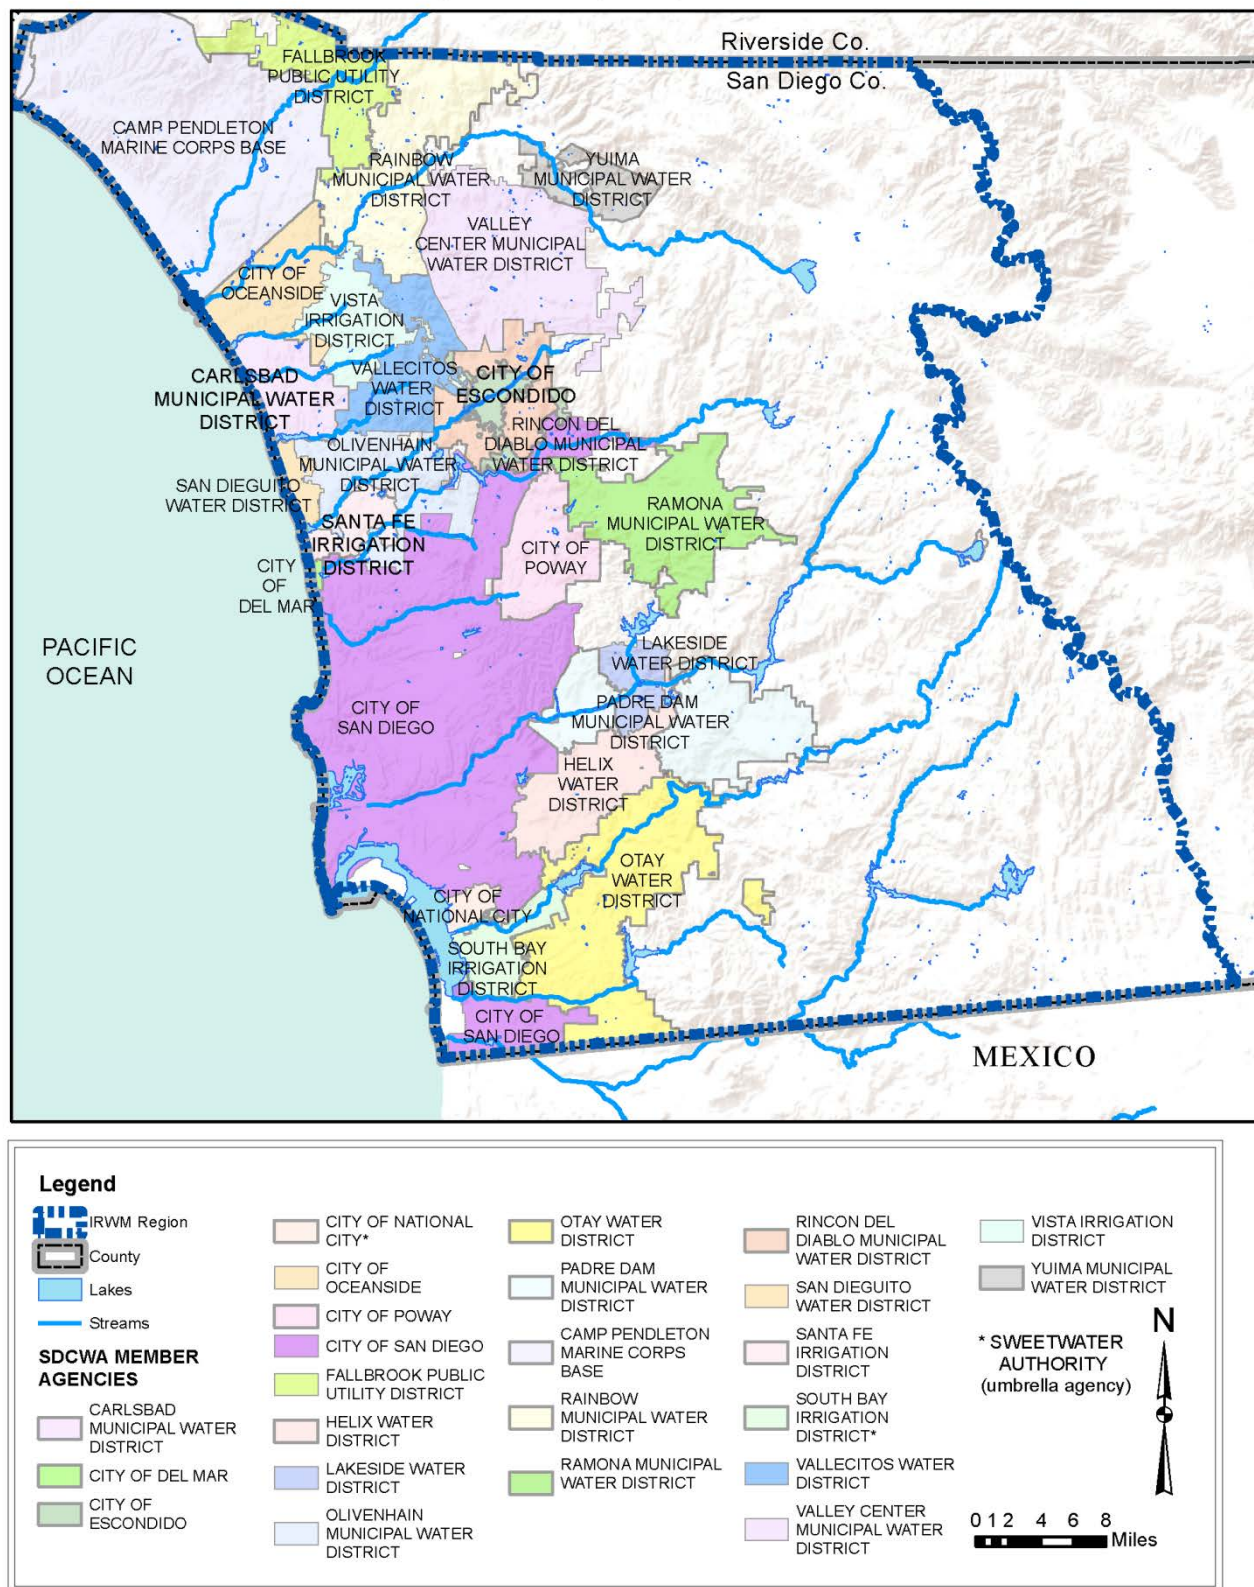 Riverside Co.
San Diego Co.
FALLBROOK
PUBLIC UTILITY
DISTRICT
CAMP PENDLETON
MARINE CORPS BASE
RAINBOW
MUNICIPAL WATER
DISTRICT
YUIMA
MUNICIPAL WATER
DISTRICT
VALLEY
CENTER MUNICIPAL
WATER DISTRICT
CITY OF
OCEANSIDE
VISTA
IRRIGATION
DISTRICT
CARLSBAD
MUNICIPAL WATER
DISTRICT
VALLECITOS
WATER
DISTRICT
CITY OF
ESCONDIDO
RINCON DEL
DIABLO MUNICIPAL
WATER DISTRICT
OLIVENHAIN
MUNICIPAL WATER
DISTRICT
SAN DIEGUITO
WATER DISTRICT
SANTA FE
IRRIGATION
DISTRICT
RAMONA
MUNICIPAL WATER
DISTRICT
CITY OF
POWAY
CITY
OF
DEL MAR
PACIFIC
OCEAN
LAKESIDE
WATER DISTRICT
CITY OF
SAN DIEGO
PADRE DAM
MUNICIPAL WATER
DISTRICT
HELIX
WATER
DISTRICT
OTAY
WATER
DISTRICT
CITY OF
NATIONAL CITY
SOUTH BAY
IRRIGATION
DISTRICT
CITY OF
SAN DIEGO
MEXICO
Legend
IRWM Region
County
Lakes
Streams
SDCWA MEMBER
AGENCIES
CARLSBAD
MUNICIPAL WATER
DISTRICT
CITY OF DEL MAR
CITY OF
ESCONDIDO
CITY OF NATIONAL
CITY*
CITY OF
OCEANSIDE
CITY OF POWAY
CITY OF SAN DIEGO
FALLBROOK PUBLIC
UTILITY DISTRICT
HELIX WATER
DISTRICT
LAKESIDE WATER
DISTRICT
OLIVENHAIN
MUNICIPAL WATER
DISTRICT
OTAY WATER
DISTRICT
PADRE DAM
MUNICIPAL WATER
DISTRICT
CAMP PENDLETON
MARINE CORPS
BASE
RAINBOW
MUNICIPAL WATER
DISTRICT
RAMONA MUNICIPAL
WATER DISTRICT
RINCON DEL
DIABLO MUNICIPAL
WATER DISTRICT
SAN DIEGUITO
WATER DISTRICT
SANTA FE
IRRIGATION
DISTRICT
SOUTH BAY
IRRIGATION
DISTRICT*
VALLECITOS WATER
DISTRICT
VALLEY CENTER
MUNICIPAL WATER
DISTRICT
VISTA IRRIGATION
DISTRICT
YUIMA MUNICIPAL
WATER DISTRICT
* SWEETWATER
AUTHORITY
(umbrella agency)
N
0 1 2 4 6 8
Miles